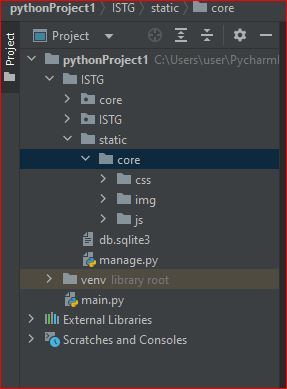 pythonProject1 > ISTG > static > core
Project
Project
pythonProject1 C:\Users\user\Pycharm
ISTG
core
ISTG
static
core
css
img
js
db.sqlite3
manage.py
venv library root
main.py
External Libraries
Scratches and Consoles